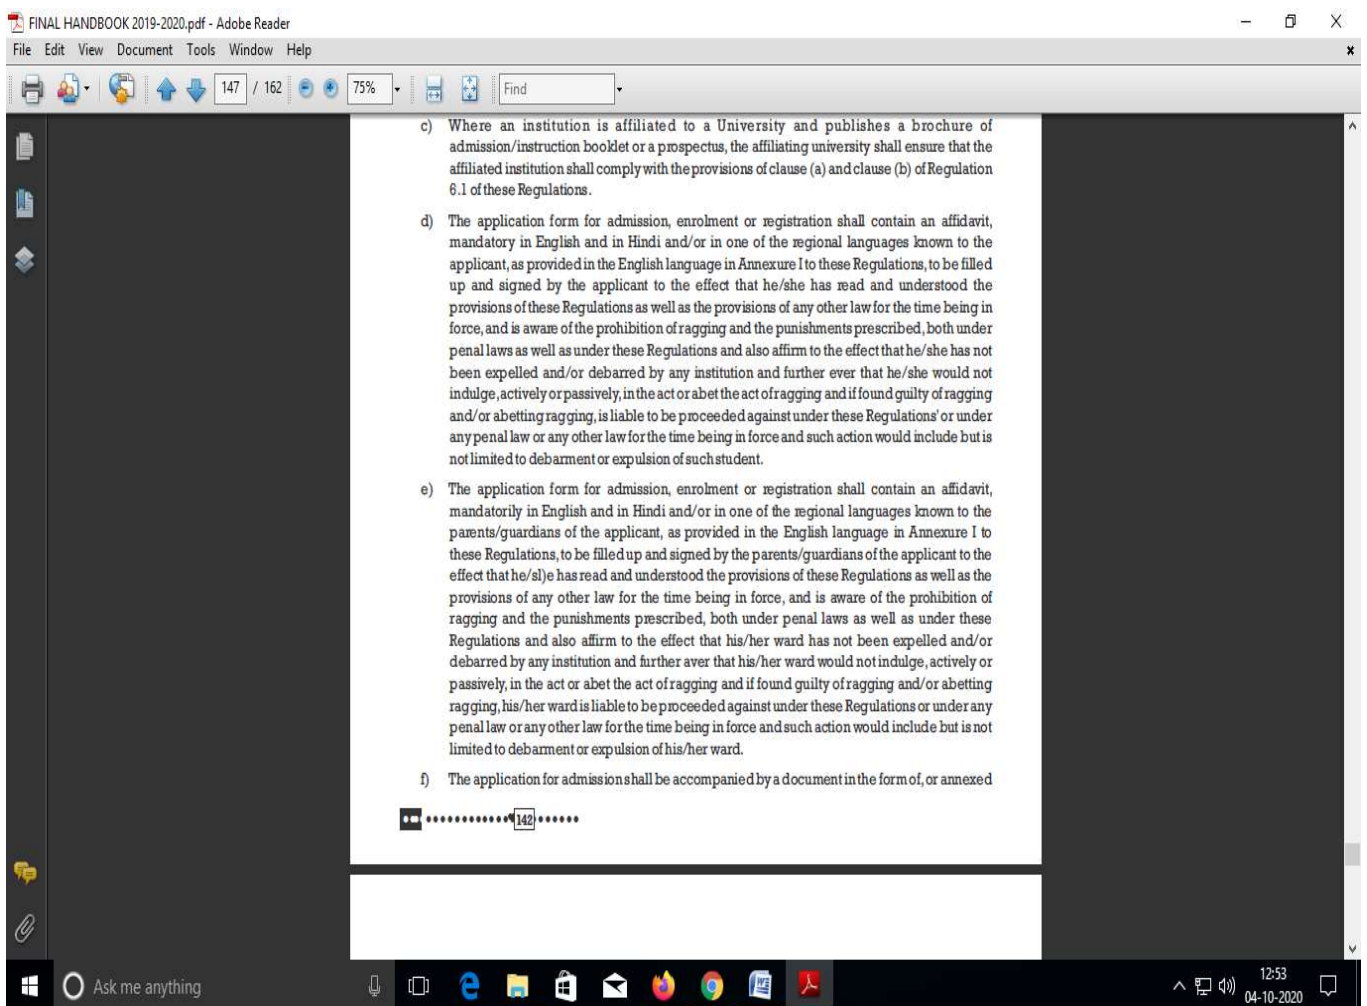 FINAL HANDBOOK 2019-2020.pdf - Adobe Reader
File Edit View Document Tools Window Help
147 / 162 75% Find
c) Where an institution is affiliated to a University and publishes a brochure of
admission/instruction booklet or a prospectus, the affiliating university shall ensure that the
affiliated institution shall comply with the provisions of clause (a) and clause (b) of Regulation
6.1 of these Regulations.
d) The application form for admission, enrolment or registration shall contain an affidavit,
mandatory in English and in Hindi and/or in one of the regional languages known to the
applicant, as provided in the English language in Annexure I to these Regulations, to be filled
up and signed by the applicant to the effect that he/she has read and understood the
provisions of these Regulations as well as the provisions of any other law for the time being in
force, and is aware of the prohibition of ragging and the punishments prescribed, both under
penal laws as well as under these Regulations and also affirm to the effect that he/she has not
been expelled and/or debarred by any institution and further ever that he/she would not
indulge, actively or passively, in the act or abet the act of ragging and if found guilty of ragging
and/or abetting ragging, is liable to be proceeded against under these Regulations' or under
any penal law or any other law for the time being in force and such action would include but is
not limited to debarment or expulsion of such student.
e) The application form for admission, enrolment or registration shall contain an affidavit,
mandatorily in English and in Hindi and/or in one of the regional languages known to the
parents/guardians of the applicant, as provided in the English language in Annexure I to
these Regulations, to be filled up and signed by the parents/guardians of the applicant to the
effect that he/sl)e has read and understood the provisions of these Regulations as well as the
provisions of any other law for the time being in force, and is aware of the prohibition of
ragging and the punishments prescribed, both under penal laws as well as under these
Regulations and also affirm to the effect that his/her ward has not been expelled and/or
debarred by any institution and further aver that his/her ward would not indulge, actively or
passively, in the act or abet the act of ragging and if found guilty of ragging and/or abetting
ragging, his/her ward is liable to be proceeded against under these Regulations or under any
penal law or any other law for the time being in force and such action would include but is not
limited to debarment or expulsion of his/her ward.
f) The application for admission shall be accompanied by a document in the form of, or annexed
142
Ask me anything
12:53
04-10-2020